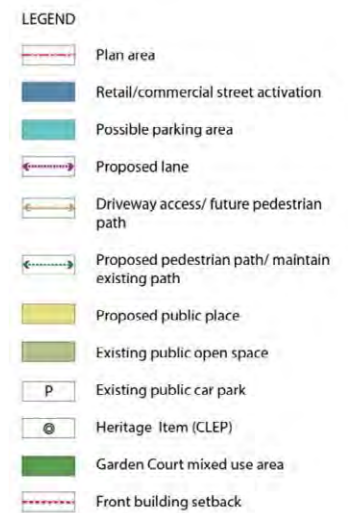 LEGEND
Plan area
Retail/commercial street activation
Possible parking area
Proposed lane
Driveway access/ future pedestrian
path
Proposed pedestrian path/ maintain
existing path
Proposed public place
Existing public open space
P Existing public car park
Heritage Item (CLEP)
Garden Court mixed use area
Front building setback